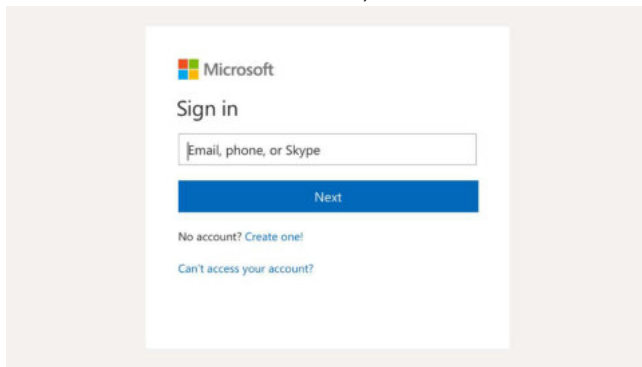 Microsoft
Sign in
Email, phone, or Skype
Next
No account? Create one!
Can't access your account?